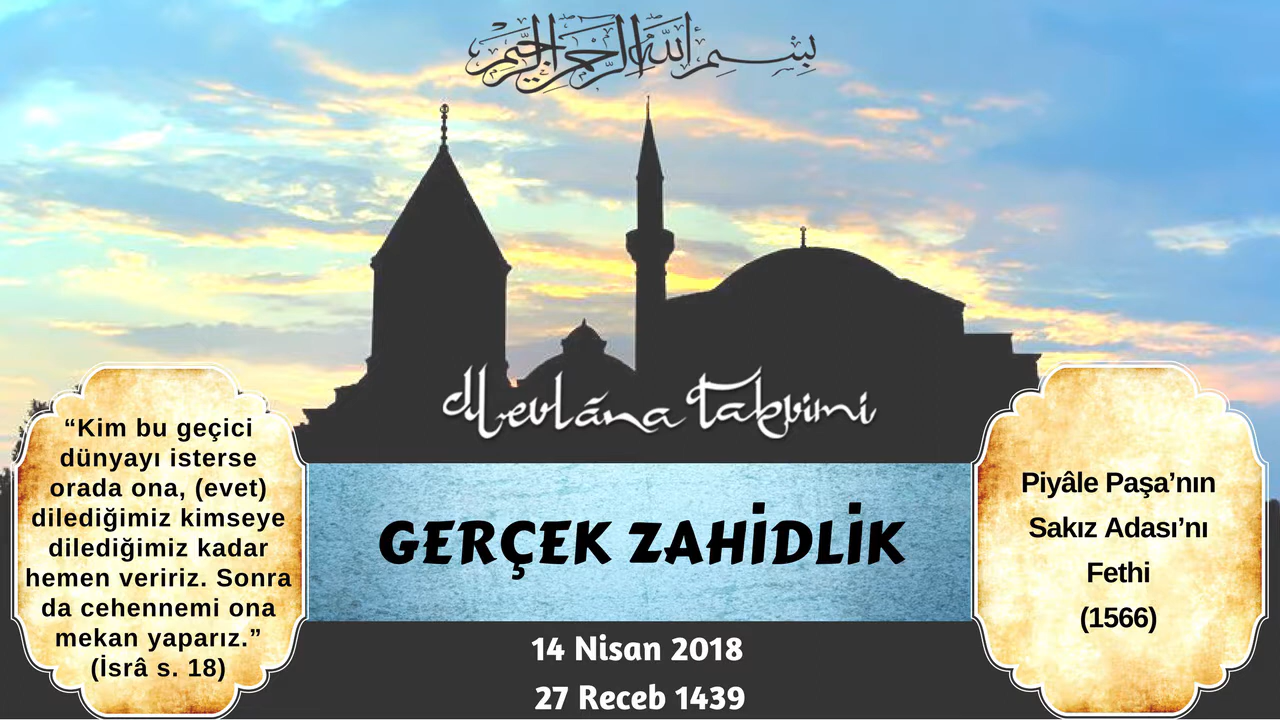 بسم الله الرحمن الرحيم
Mevlâna Takvimi
“Kim bu geçici
dünyayı isterse
orada ona, (evet)
dilediğimiz kimseye
dilediğimiz kadar
hemen veririz. Sonra
da cehennemi ona
mekan yaparız.”
(İsrâ s. 18)
GERÇEK ZAHİDLİK
14 Nisan 2018
27 Receb 1439
Piyâle Paşa’nın
Sakız Adası’nı
Fethi
(1566)